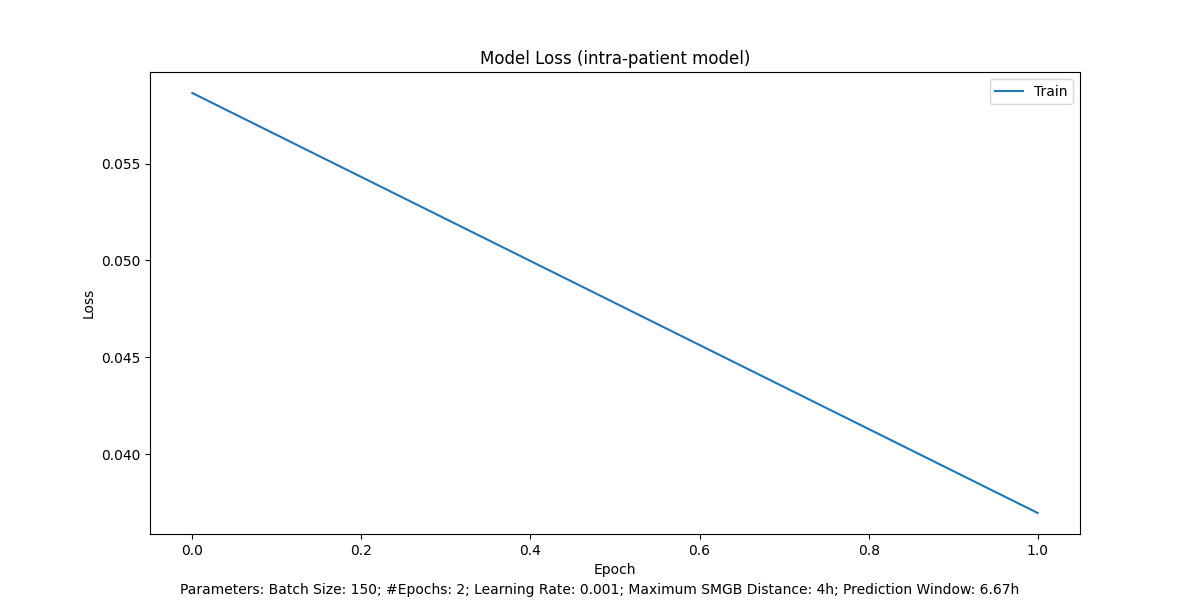 Model Loss (intra-patient model)
Train
0.055
0.050
0.045
0.040
Loss
0.0 0.2 0.4 0.6 0.8 1.0
Epoch
Parameters: Batch Size: 150; #Epochs: 2; Learning Rate: 0.001; Maximum SMGB Distance: 4h; Prediction Window: 6.67h